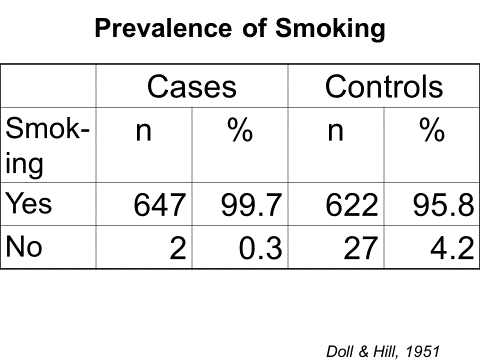 Prevalence of Smoking
Cases Controls
Smok-
ing n % n %
Yes 647 99.7 622 95.8
No 2 0.3 27 4.2
Doll & Hill, 1951